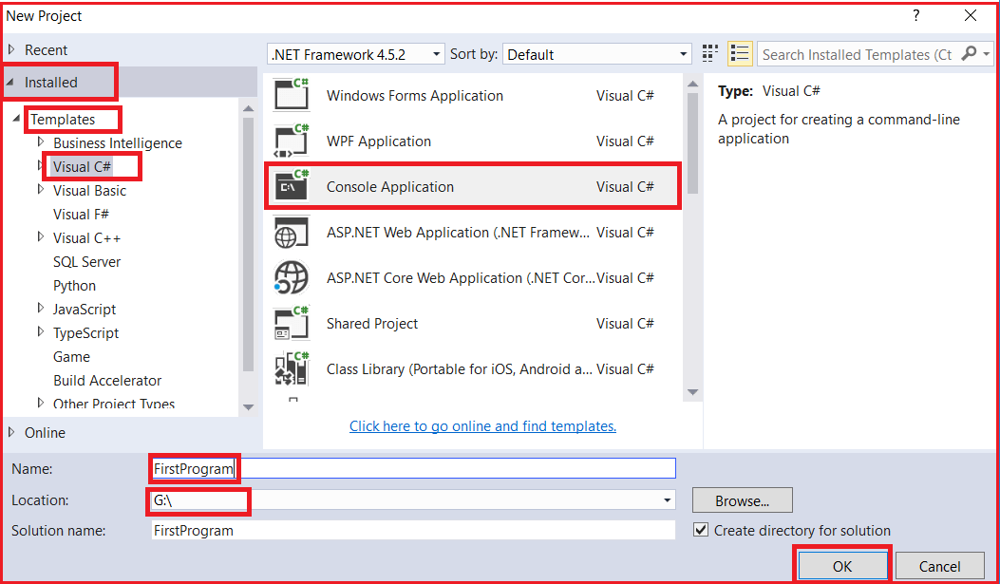 New Project
?
Recent
Installed
Templates
Business Intelligence
Visual C#
Visual Basic
Visual F#
Visual C++
SQL Server
Python
JavaScript
TypeScript
Game
Build Accelerator
Other Project Types
Online
.NET Framework 4.5.2 Sort by: Default
Search Installed Templates (Ct
C# Windows Forms Application Visual C#
C# WPF Application Visual C#
C# C:\ Console Application Visual C#
ASP.NET Web Application (.NET Framew... Visual C#
ASP.NET Core Web Application (.NET Cor... Visual C#
C# Shared Project Visual C#
C# Class Library (Portable for iOS, Android a... Visual C#
Click here to go online and find templates.
Type: Visual C#
A project for creating a command-line
application
Name: FirstProgram
Location: G:\ Browse...
Solution name: FirstProgram Create directory for solution
OK Cancel